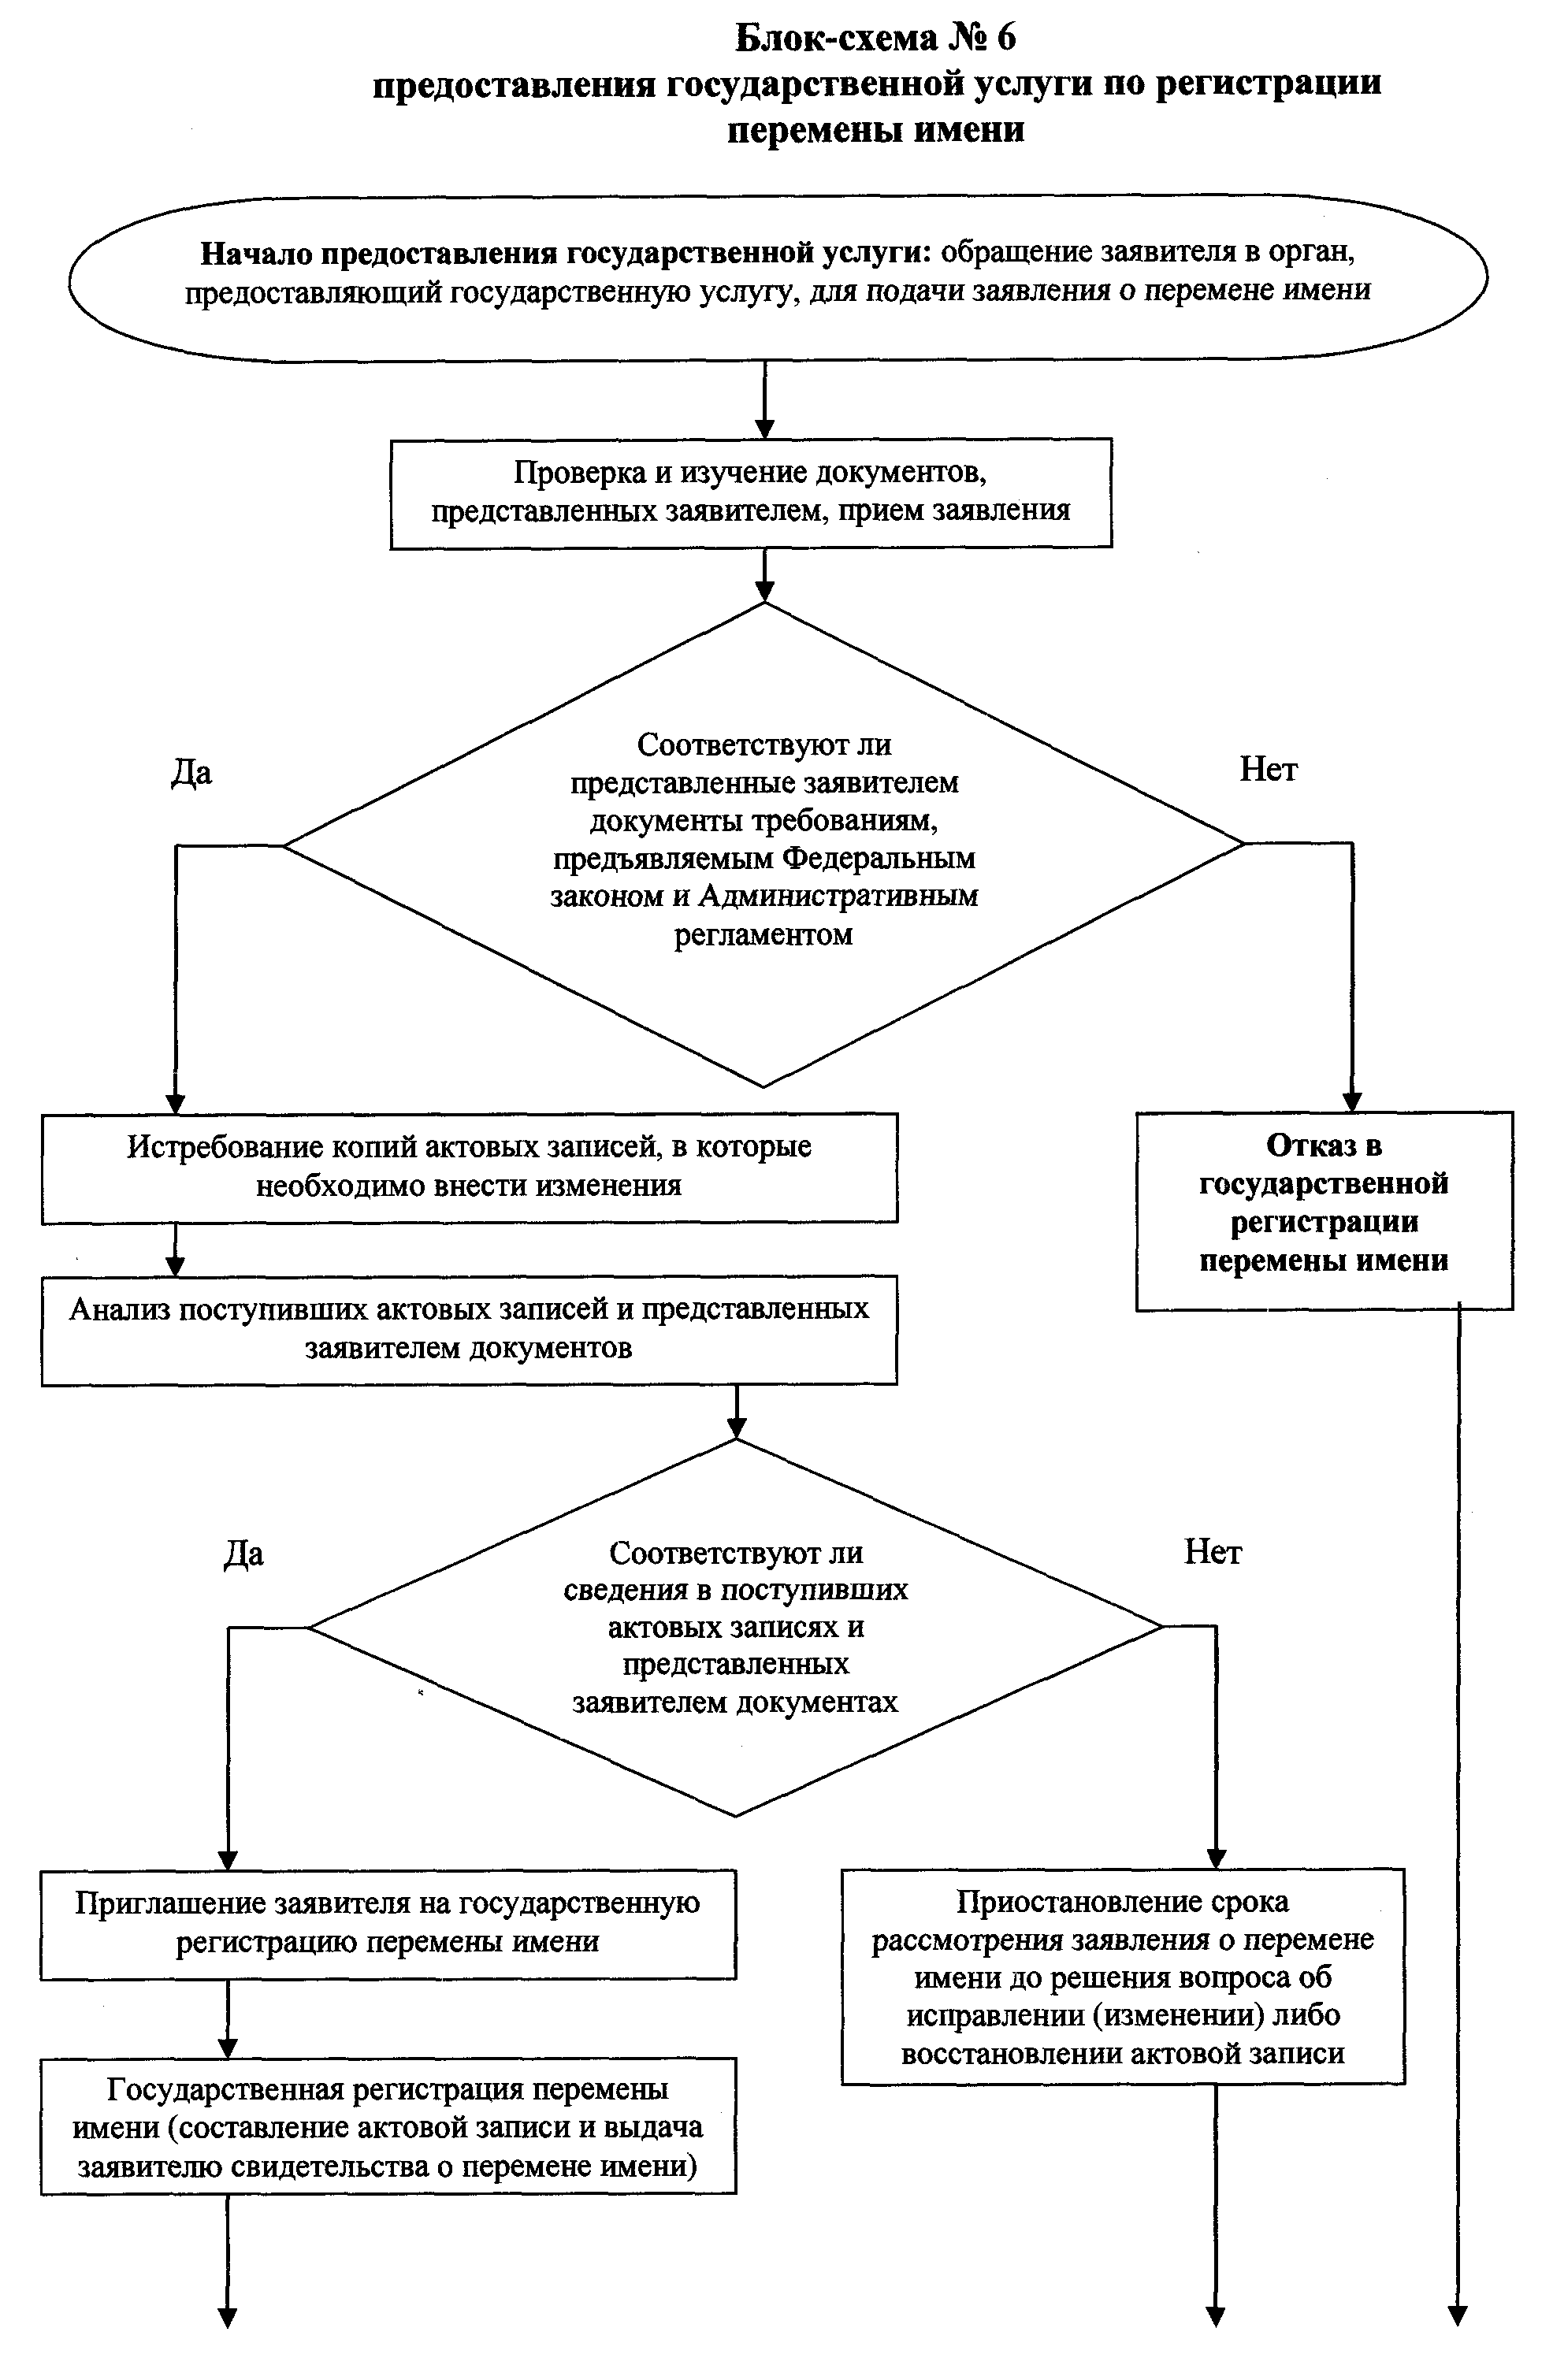 Блок-схема № 6
предоставления государственной услуги по регистрации
перемены имени
Начало предоставления государственной услуги: обращение заявителя в орган,
предоставляющий государственную услугу, для подачи заявления о перемене имени
Проверка и изучение документов,
представленных заявителем, прием заявления
Да
Соответствуют ли
представленные заявителем
документы требованиям,
предъявляемым Федеральным
законом и Административным
регламентом
Нет
Истребование копий актовых записей, в которые
необходимо внести изменения
Отказ в
государственной
регистрации
перемены имени
Анализ поступивших актовых записей и представленных
заявителем документов
Да
Соответствуют ли
сведения в поступивших
актовых записях и
представленных
заявителем документах
Нет
Приглашение заявителя на государственную
регистрацию перемены имени
Приостановление срока
рассмотрения заявления о перемене
имени до решения вопроса об
исправлении (изменении) либо
восстановлении актовой записи
Государственная регистрация перемены
имени (составление актовой записи и выдача
заявителю свидетельства о перемене имени)